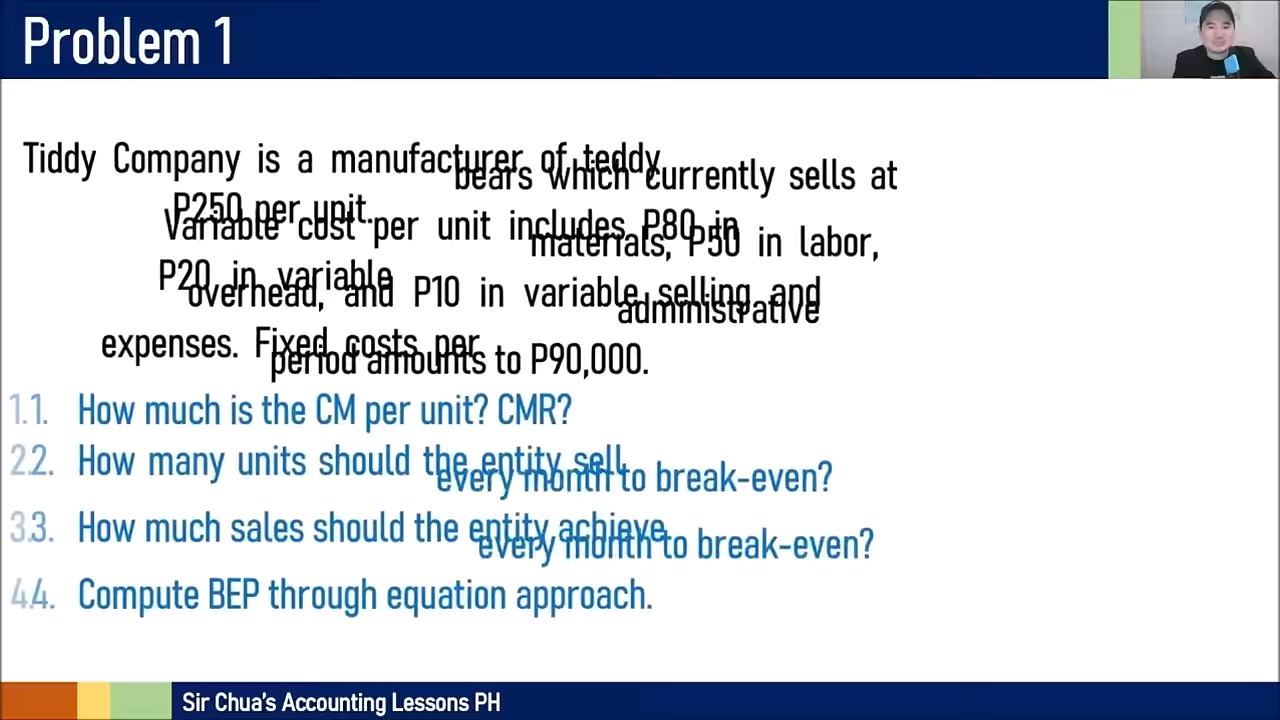 Problem 1
Tiddy Company is a manufacturer of teddy
bears which currently sells at
P250 per unit.
Variable cost per unit includes P80 in
materials, P50 in labor,
P20 in variable
overhead, and P10 in variable selling and
administrative
expenses. Fixed costs per
period amounts to P90,000.
1.1. How much is the CM per unit? CMR?
2.2. How many units should the entity sell
every month to break-even?
3.3. How much sales should the entity achieve
every month to break-even?
4.4. Compute BEP through equation approach.
Sir Chua's Accounting Lessons PH